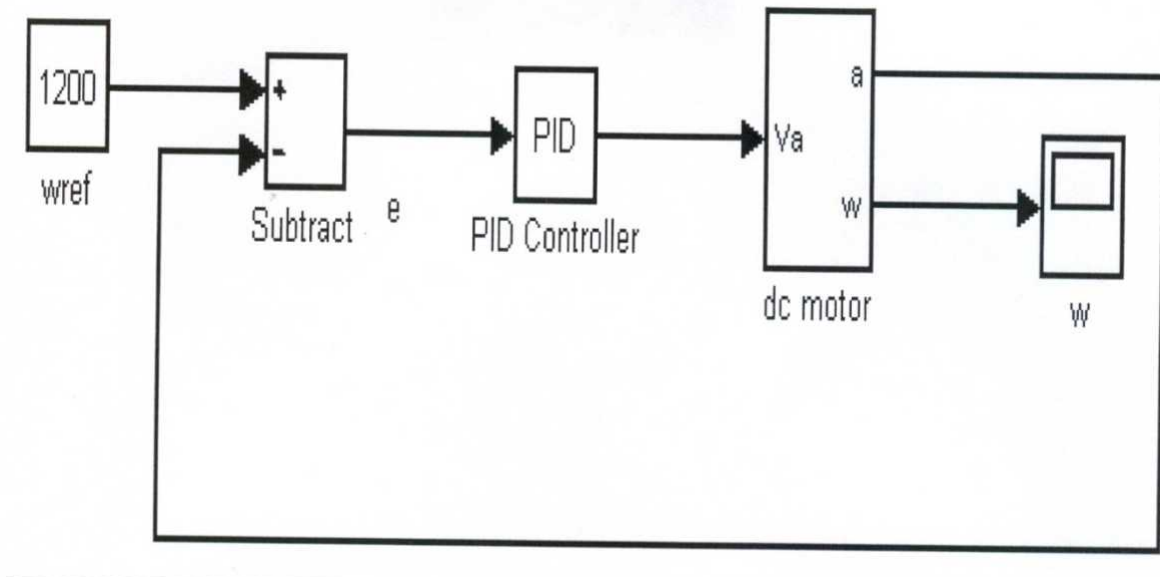 1200
wref
+
-
Subtract
e
PID
PID Controller
Va
a
w
dc motor
w